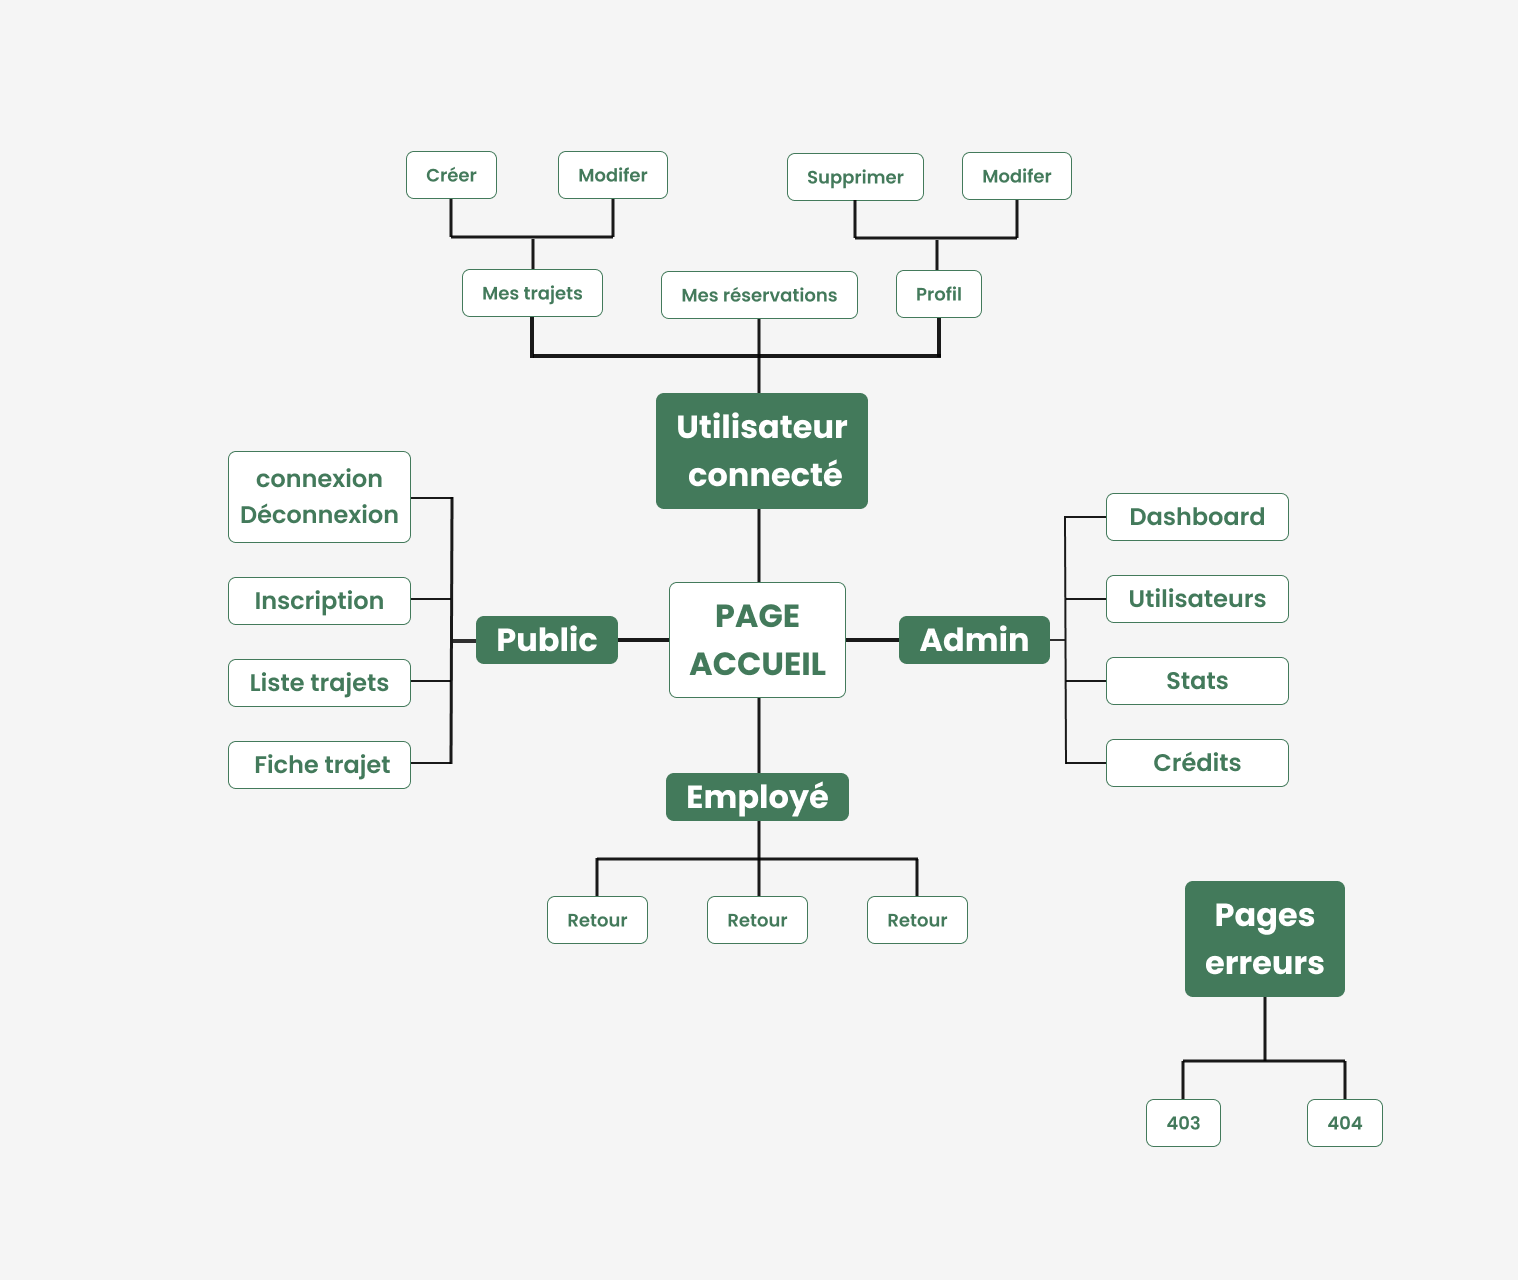 Créer
Modifer
Supprimer
Modifer
Mes trajets
Mes réservations
Profil
Utilisateur
connecté
connexion
Déconnexion
Inscription
Liste trajets
Fiche trajet
Public
PAGE
ACCUEIL
Admin
Dashboard
Utilisateurs
Stats
Crédits
Employé
Retour
Retour
Retour
Pages
erreurs
403
404